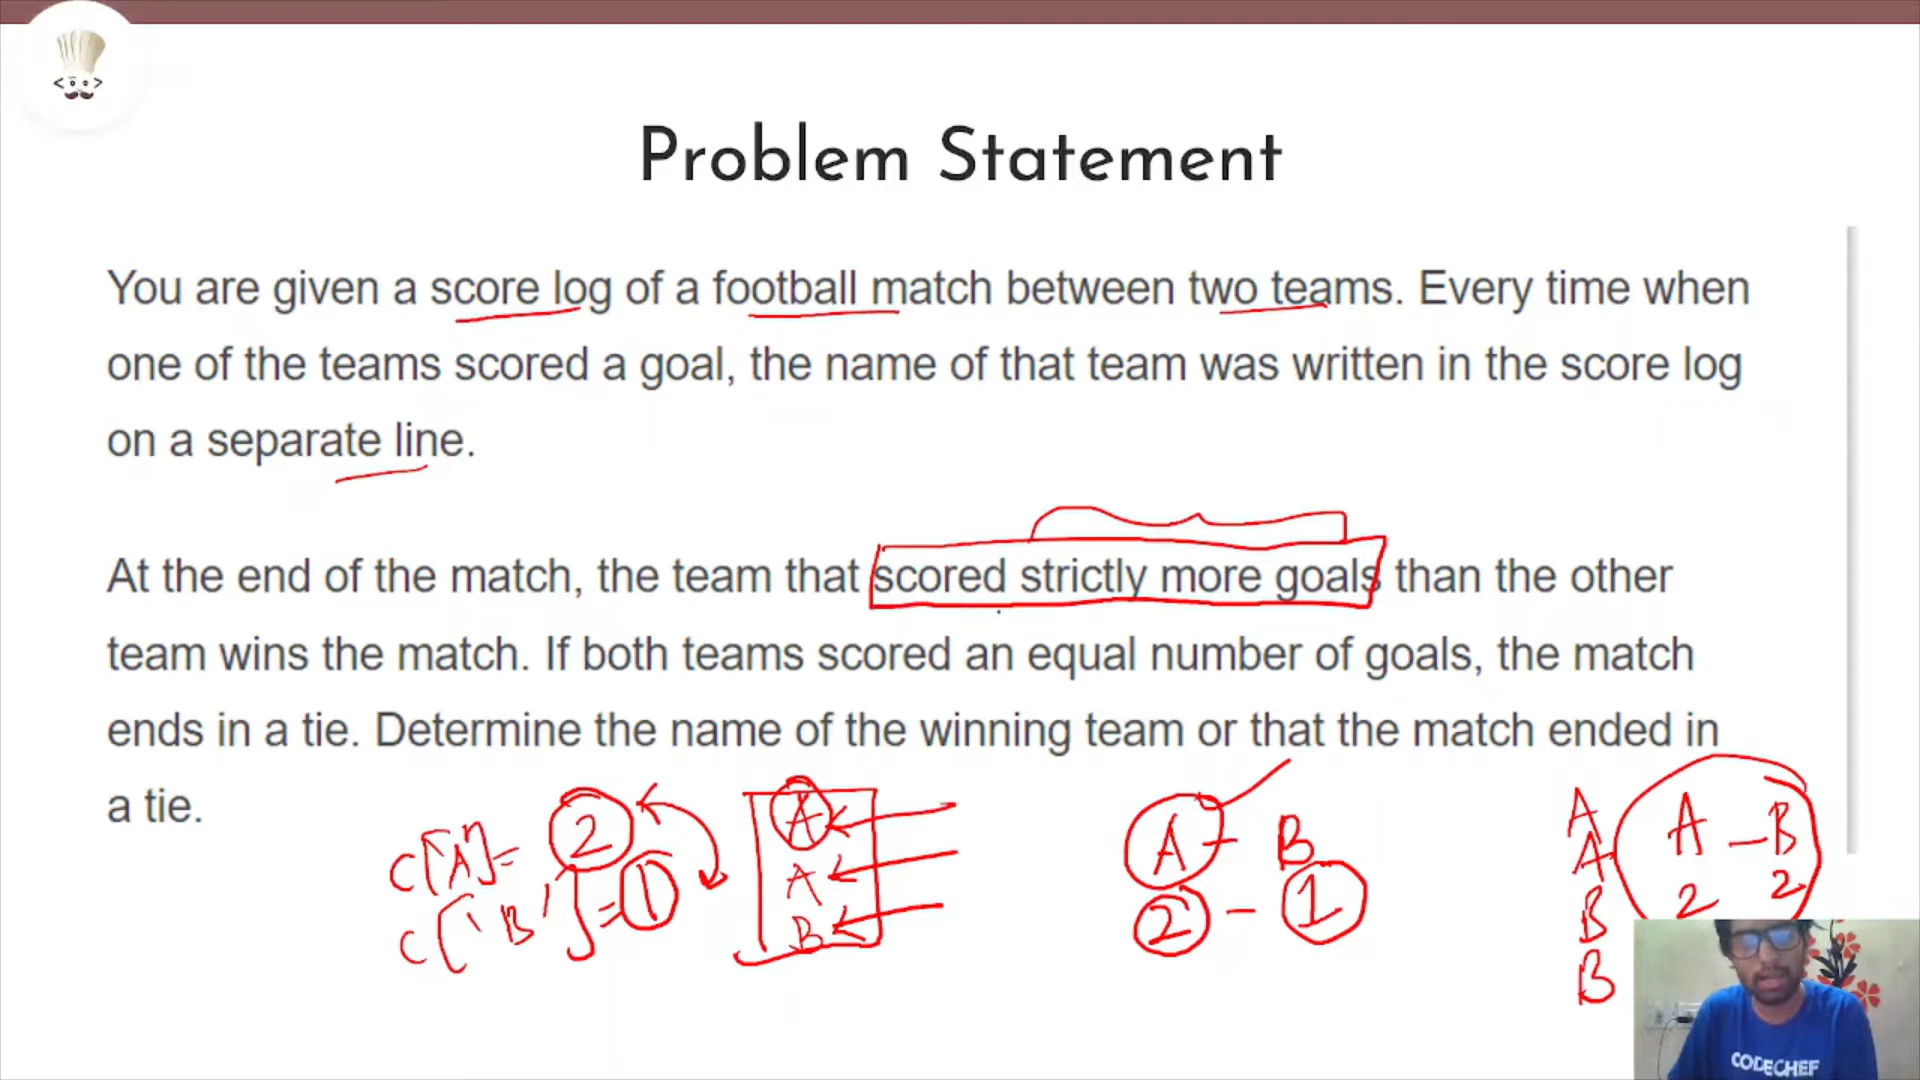 Problem Statement
You are given a score log of a football match between two teams. Every time when
one of the teams scored a goal, the name of that team was written in the score log
on a separate line.
At the end of the match, the team that scored strictly more goals than the other
team wins the match. If both teams scored an equal number of goals, the match
ends in a tie. Determine the name of the winning team or that the match ended in
a tie.
C[A]= 2
C['B']=1
A
A
B
A - B
2 - 1
A
A
B
B
A - B
2 2
CODECHEF